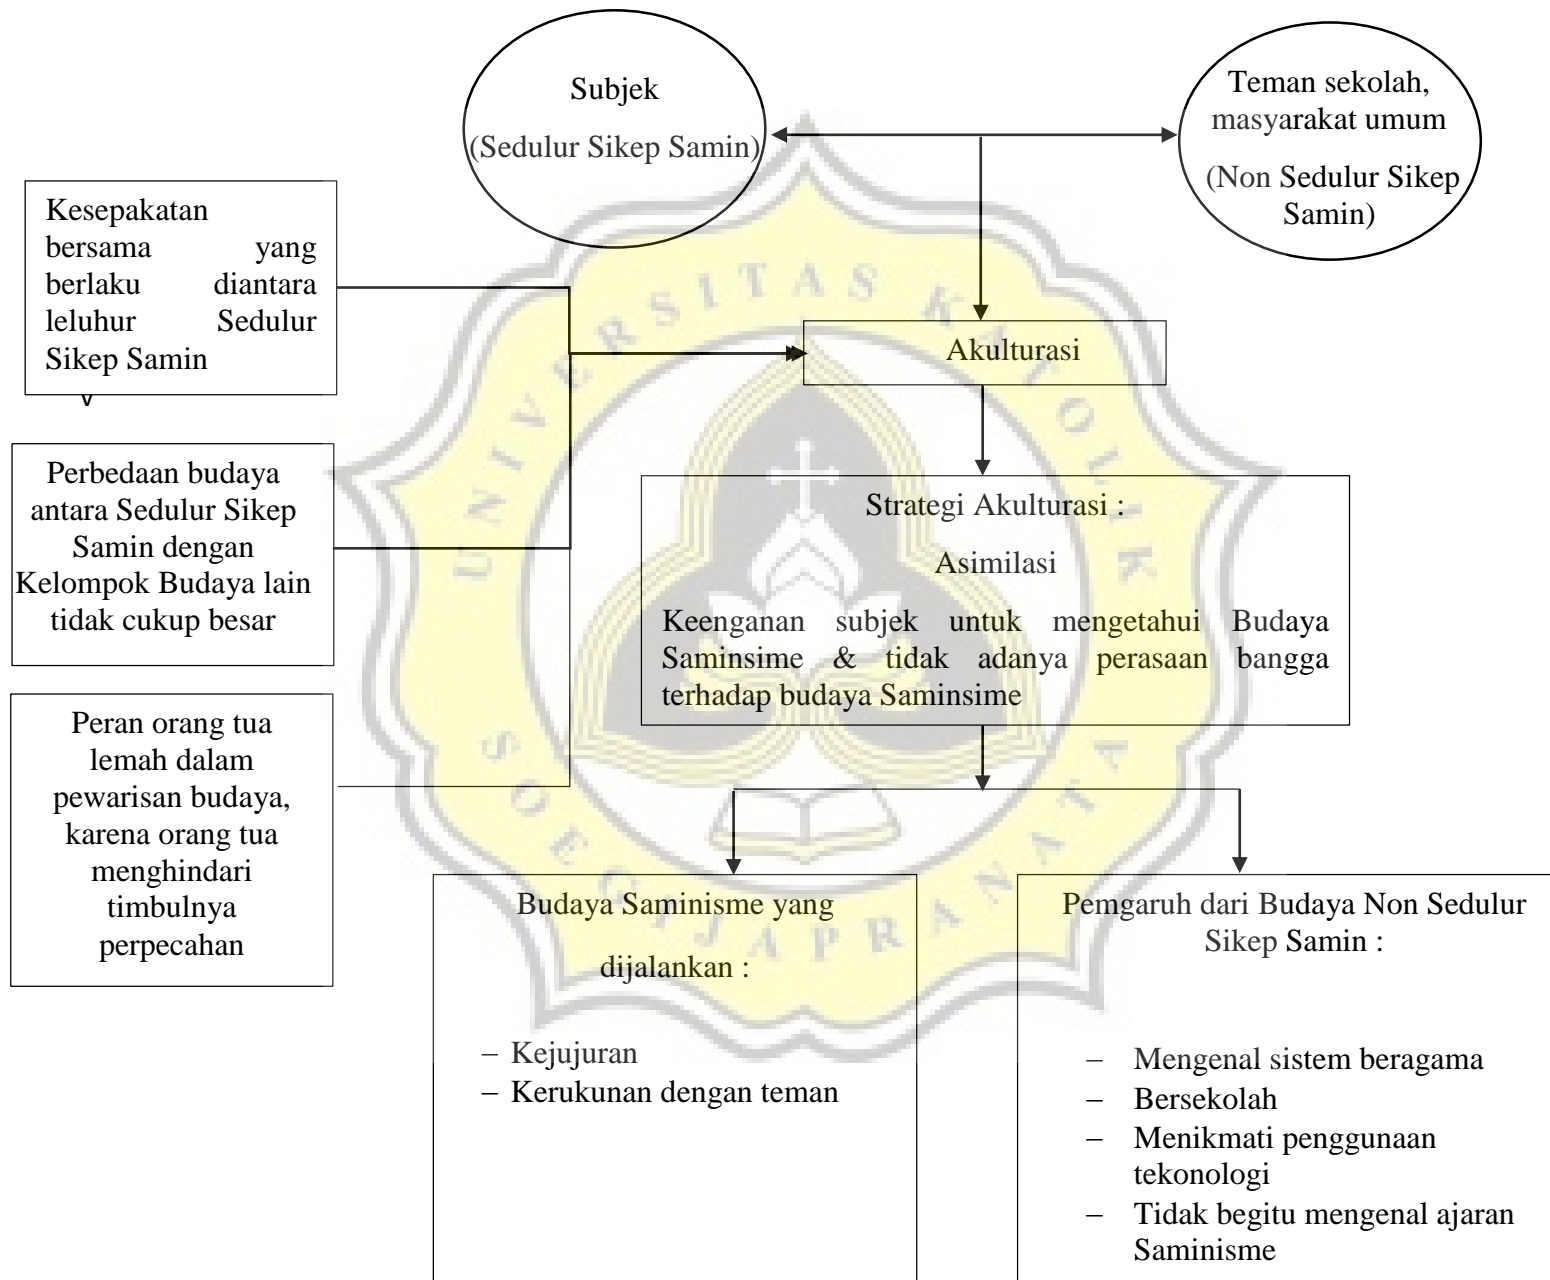 Subjek
(Sedulur Sikep Samin)
Teman sekolah,
masyarakat umum
(Non Sedulur Sikep
Samin)
Kesepakatan
bersama yang
berlaku diantara
leluhur Sedulur
Sikep Samin
v
Akulturasi
Perbedaan budaya
antara Sedulur Sikep
Samin dengan
Kelompok Budaya lain
tidak cukup besar
Strategi Akulturasi :
Asimilasi
Keenganan subjek untuk mengetahui Budaya
Saminsime & tidak adanya perasaan bangga
terhadap budaya Saminsime
Peran orang tua
lemah dalam
pewarisan budaya,
karena orang tua
menghindari
timbulnya
perpecahan
Budaya Saminisme yang
dijalankan :
– Kejujuran
– Kerukunan dengan teman
Pemgaruh dari Budaya Non Sedulur
Sikep Samin :
– Mengenal sistem beragama
– Bersekolah
– Menikmati penggunaan
tekonologi
– Tidak begitu mengenal ajaran
Saminisme
UNIVERSITAS KATOLIK
SOEGIJAPRANATA